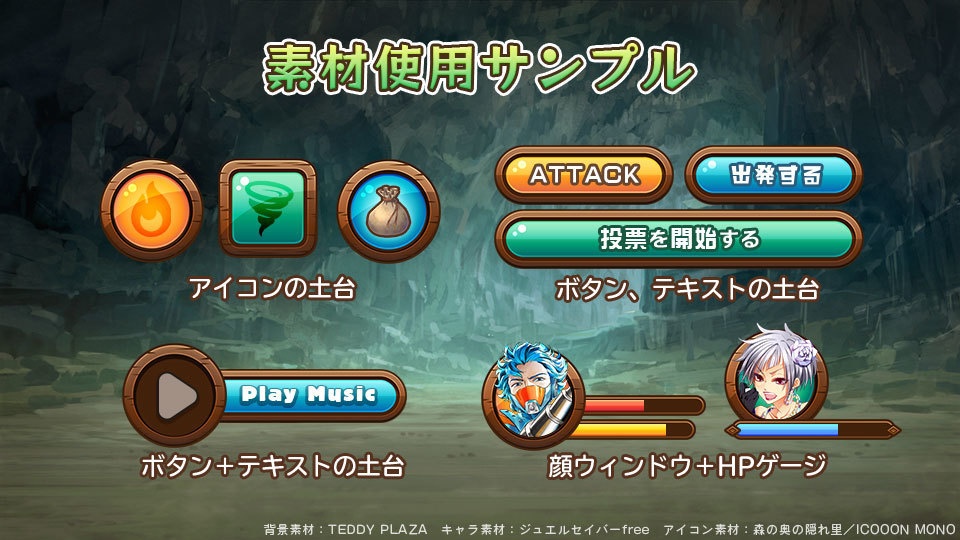 素材使用サンプル
ATTACK
出発する
投票を開始する
アイコンの土台
ボタン、テキストの土台
Play Music
ボタン+テキストの土台
顔ウィンドウ+HPゲージ
背景素材:TEDDY PLAZA キャラ素材:ジュエルセイバーfree アイコン素材:森の奥の隠れ里/ICOOON MONO